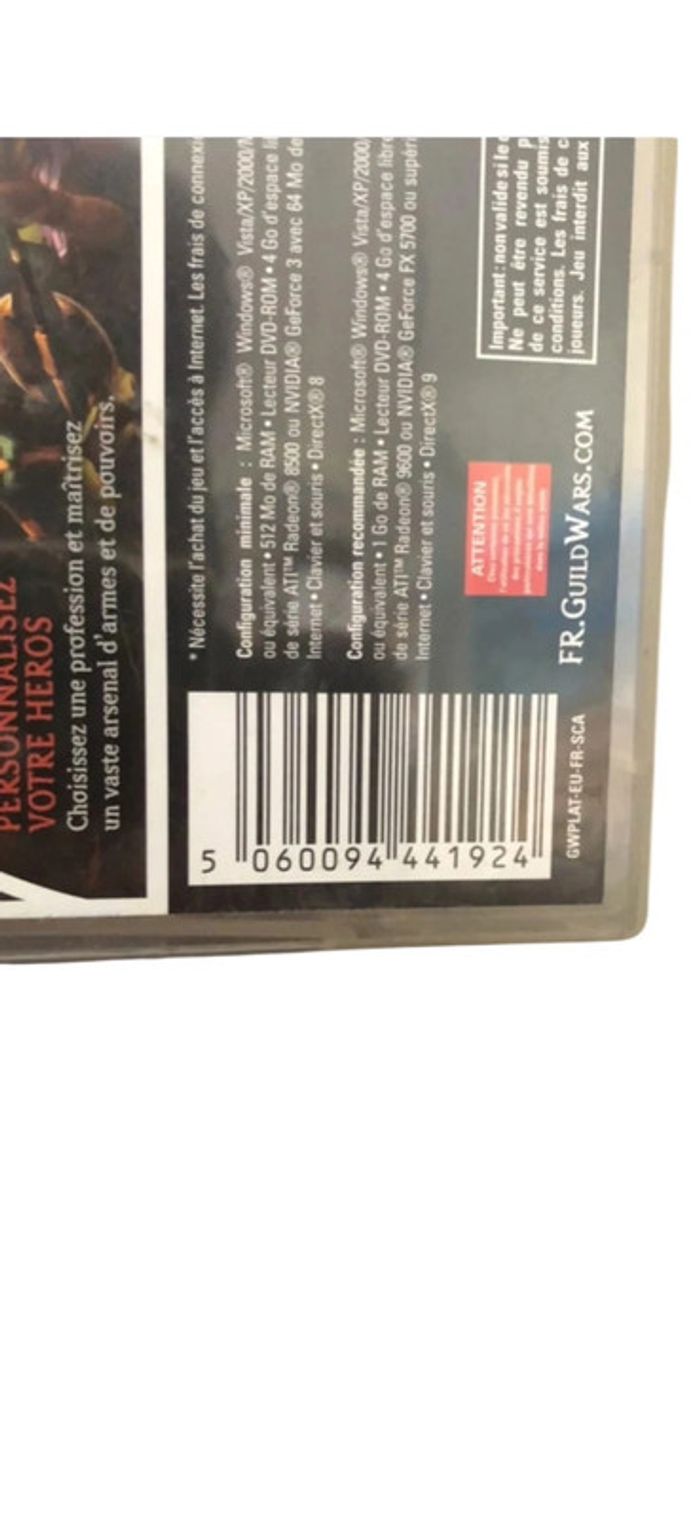 PERSONNALISEZ
VOTRE HEROS
Choisissez une profession et maîtrisez
un vaste arsenal d'armes et de pouvoirs.
* Nécessite l'achat du jeu et l'accès à Internet. Les frais de
Configuration minimale : Microsoft® Windows® Vista/XP/2000/
ou équivalent • 512 Mo de RAM • Lecteur DVD-ROM • 4 Go d'espace
de série ATI™ Radeon® 8500 ou NVIDIA® GeForce 3 avec 64 Mo de
Internet • Clavier et souris • DirectX® 8
Configuration recommandée : Microsoft® Windows® Vista/XP/2000/
ou équivalent • 1 Go de RAM • Lecteur DVD-ROM • 4 Go d'espace libre
de série ATI™ Radeon® 9600 ou NVIDIA® GeForce FX 5700 ou
Internet • Clavier et souris • DirectX® 9
Important : non valide si le
Ne peut être revendu
de ce service est soumis
conditions. Les frais de
joueurs. Jeu interdit aux
ATTENTION
FR.GUILDWARS.COM
5 060094 441924
GWPLAT-EU-FR-SCA